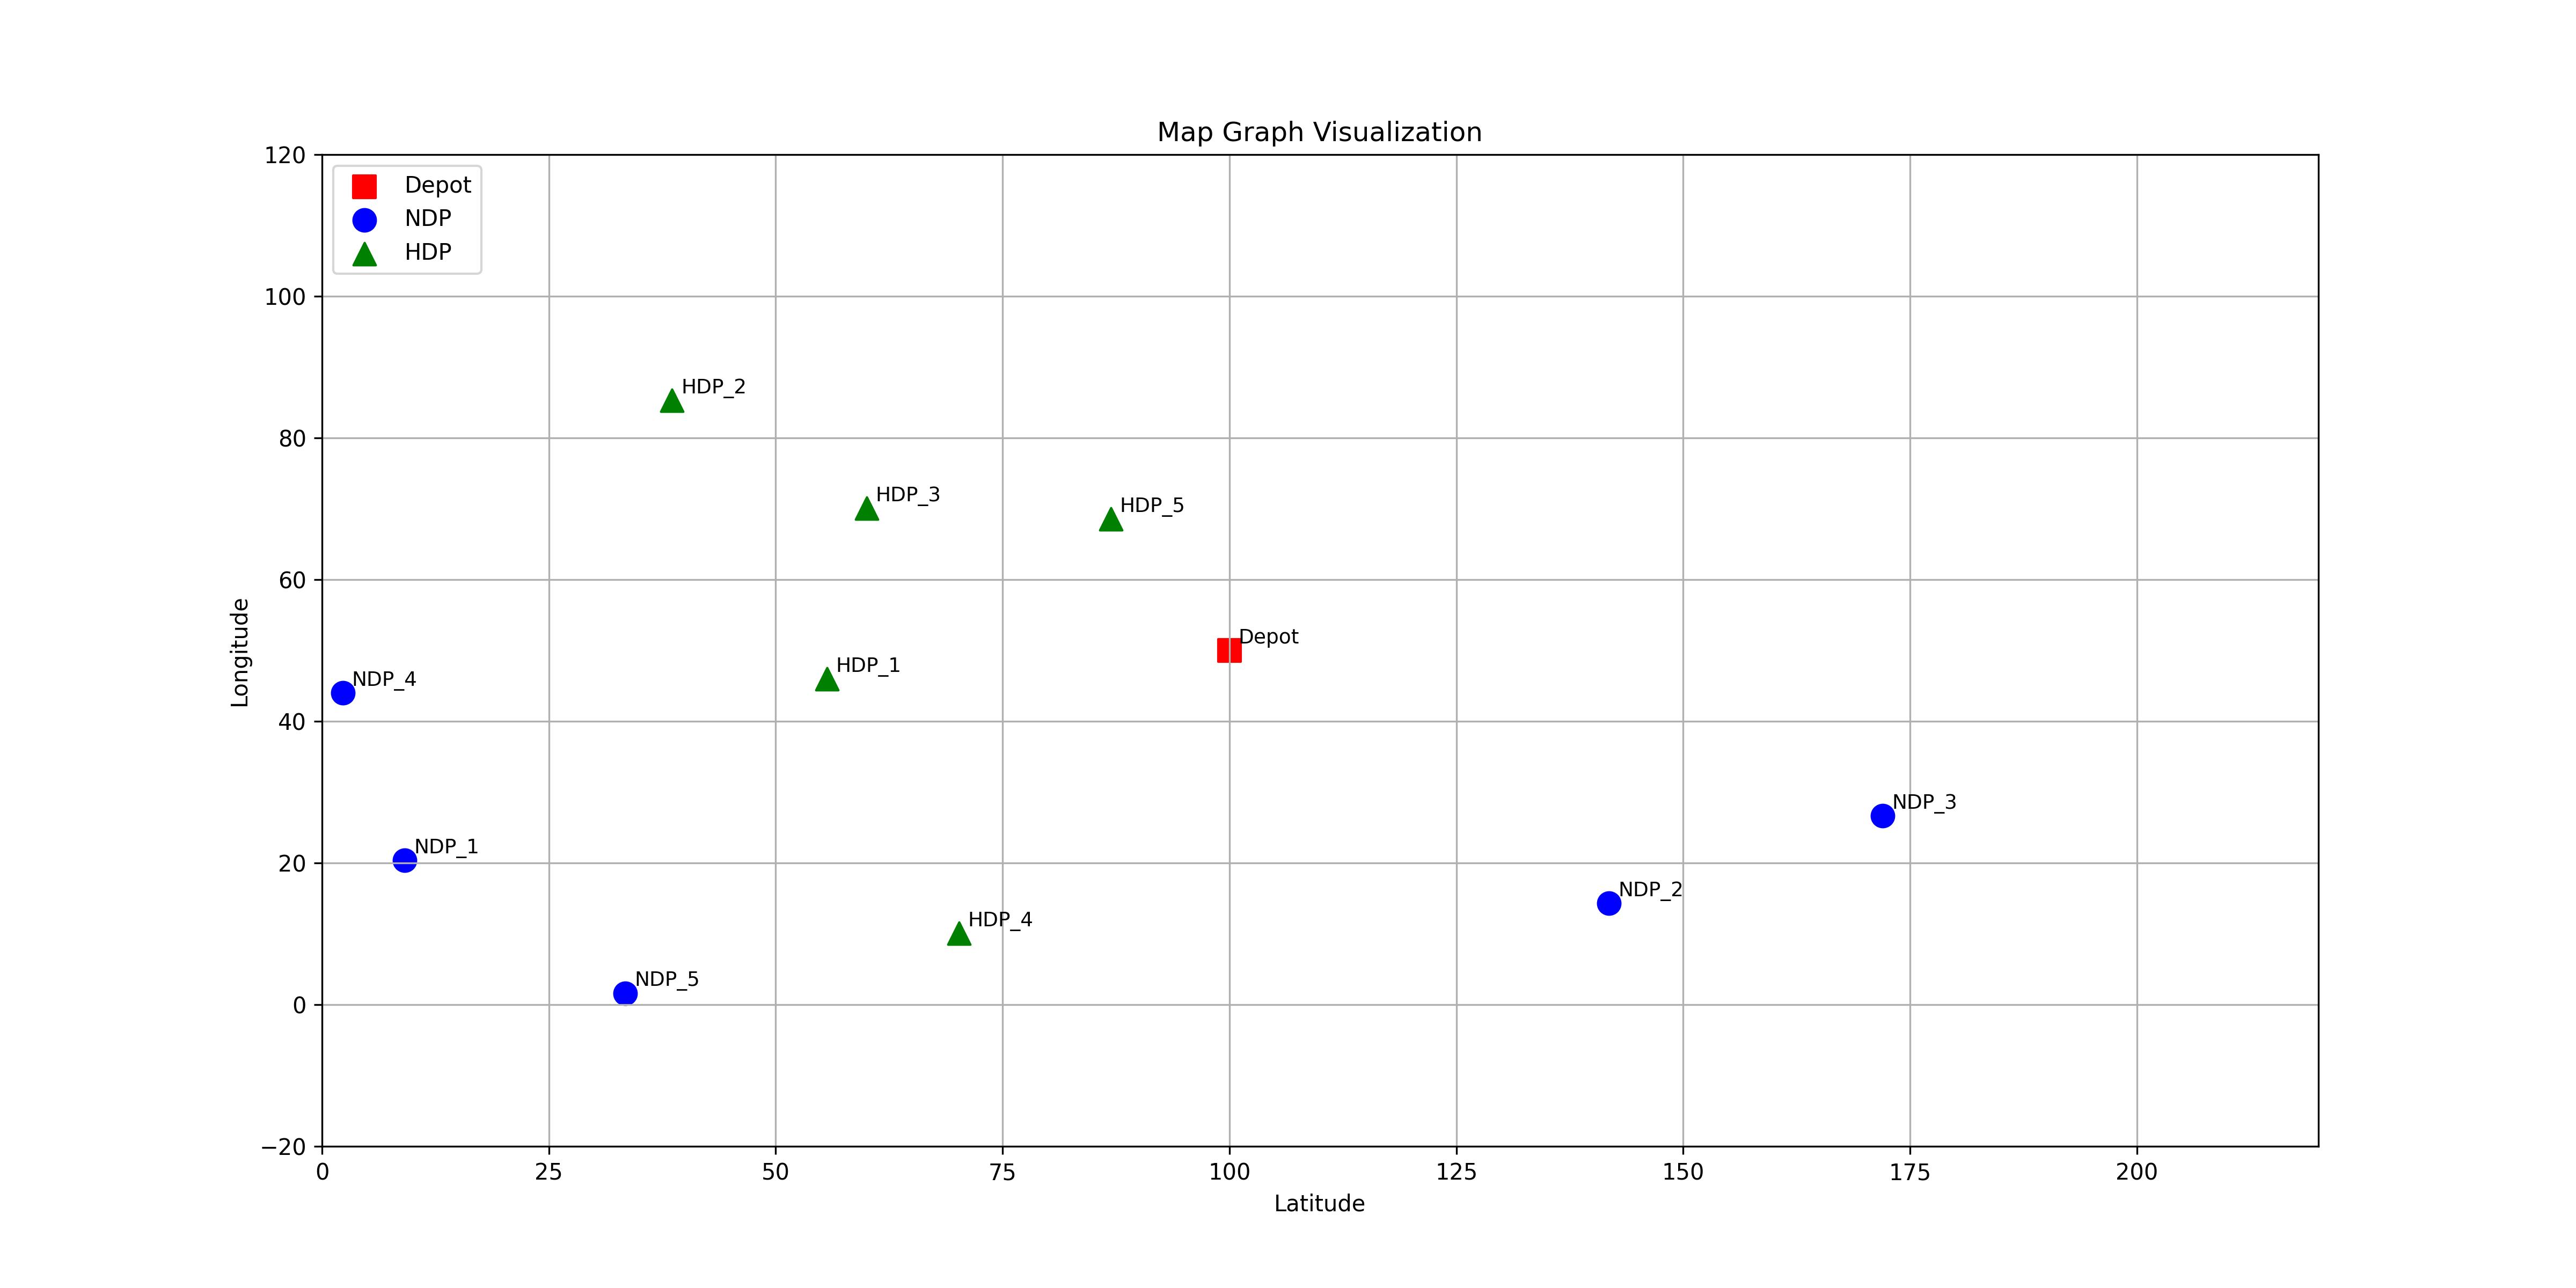 Map Graph Visualization
120
Depot
NDP
HDP
100
HDP_2
80
HDP_3
HDP_5
60
Depot
HDP_1
NDP_4
Longitude
40
NDP_3
NDP_1
20
NDP_2
HDP_4
NDP_5
0
−20
0 25 50 75 100 125 150 175 200
Latitude